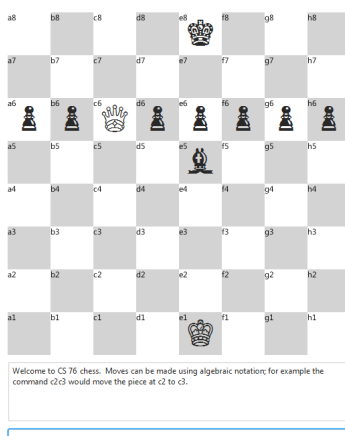 a8 b8 c8 d8 e8 f8 g8 h8
a7 b7 c7 d7 e7 f7 g7 h7
a6 b6 c6 d6 e6 f6 g6 h6
a5 b5 c5 d5 e5 f5 g5 h5
a4 b4 c4 d4 e4 f4 g4 h4
a3 b3 c3 d3 e3 f3 g3 h3
a2 b2 c2 d2 e2 f2 g2 h2
a1 b1 c1 d1 e1 f1 g1 h1
Welcome to CS 76 chess. Moves can be made using algebraic notation; for example the
command c2c3 would move the piece at c2 to c3.